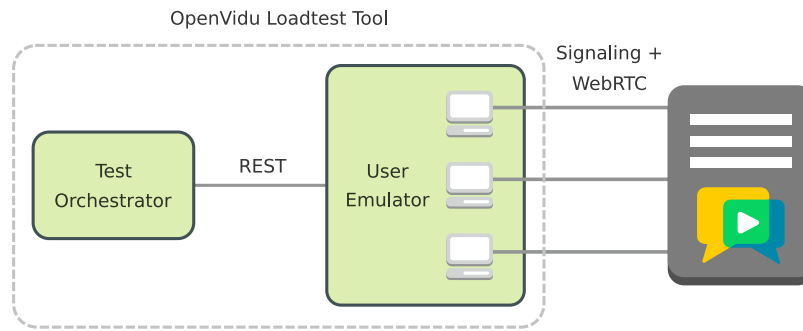 OpenVidu Loadtest Tool
Signaling +
WebRTC
Test
Orchestrator
REST
User
Emulator